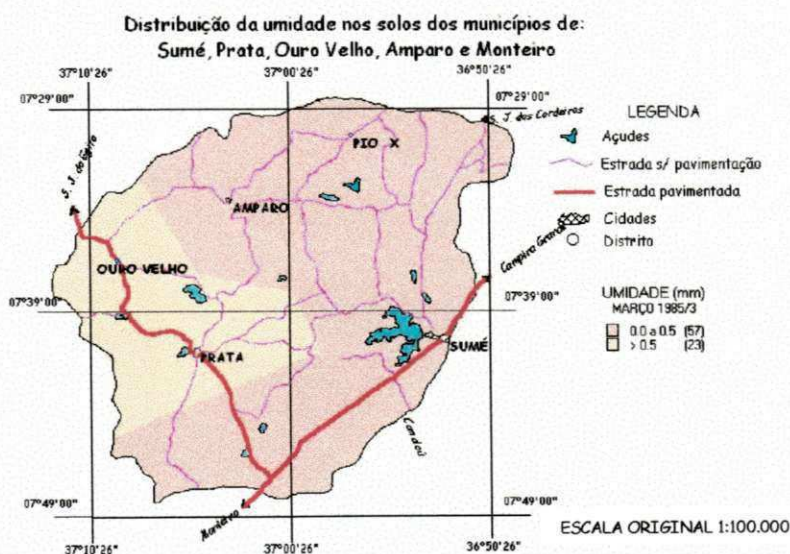 Distribuição da umidade nos solos dos municípios de:
Sumé, Prata, Ouro Velho, Amparo e Monteiro
37°10'26" 37°00'26" 36°50'26"
07°29'00" 07°29'00"
S. J. dos Cordeiros
LEGENDA
Açudes
Estrada s/ pavimentação
Estrada pavimentada
Cidades
Distrito
PIO X
S. J. do
AMPARO
Campina Grande
OURO VELHO
07°39'00" 07°39'00"
UMIDADE (mm)
MARÇO 1985/3
0.0 a 0.5 (57)
> 0.5 (23)
PRATA
SUMÉ
Monteiro
07°49'00" 07°49'00"
37°10'26" 37°00'26" 36°50'26"
ESCALA ORIGINAL 1:100.000